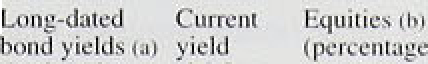 Long-dated Current Equities (b)
bond yields (a) yield (percentage